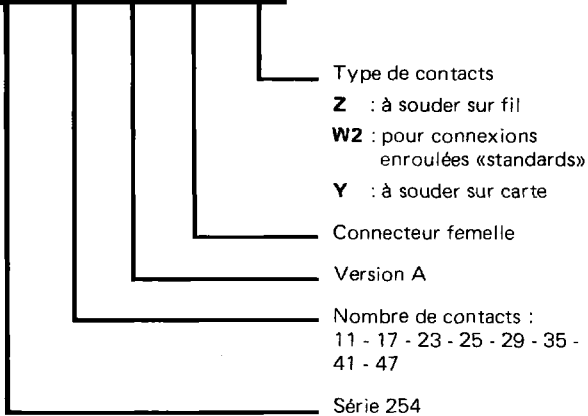 Type de contacts
Z : à souder sur fil
W2 : pour connexions
enroulées «standards»
Y : à souder sur carte
Connecteur femelle
Version A
Nombre de contacts :
11 - 17 - 23 - 25 - 29 - 35 -
41 - 47
Série 254